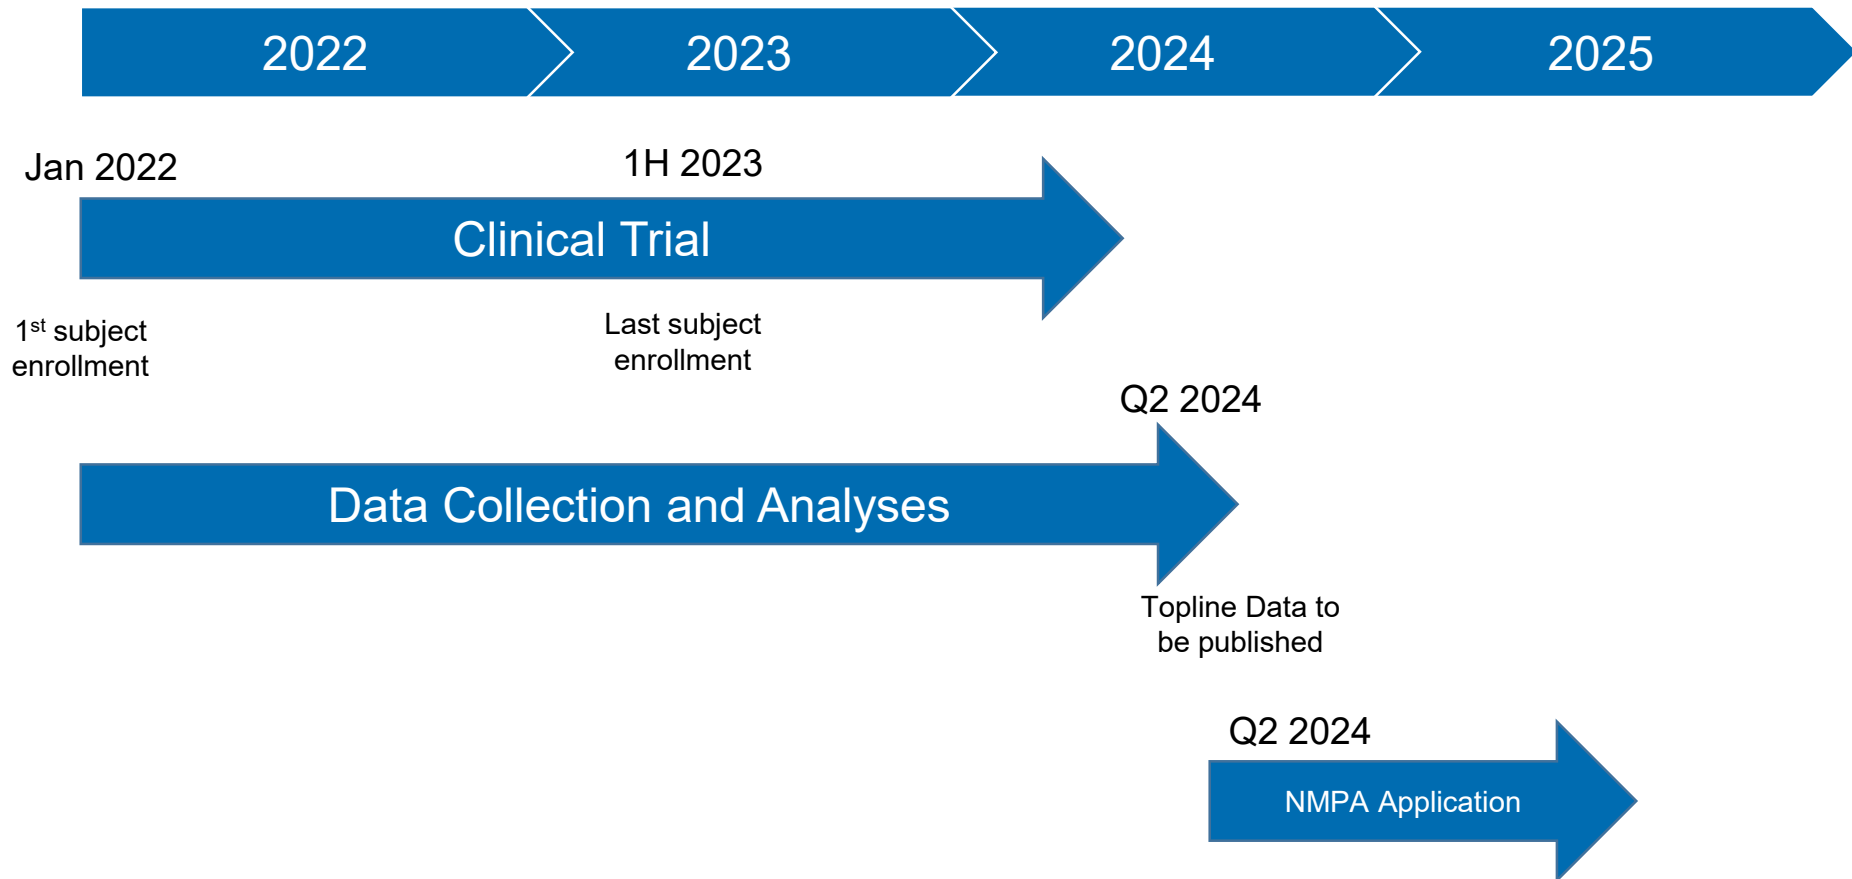 2022
2023
2024
2025
Jan 2022
1H 2023
Clinical Trial
1st subject
enrollment
Last subject
enrollment
Q2 2024
Data Collection and Analyses
Topline Data to
be published
Q2 2024
NMPA Application